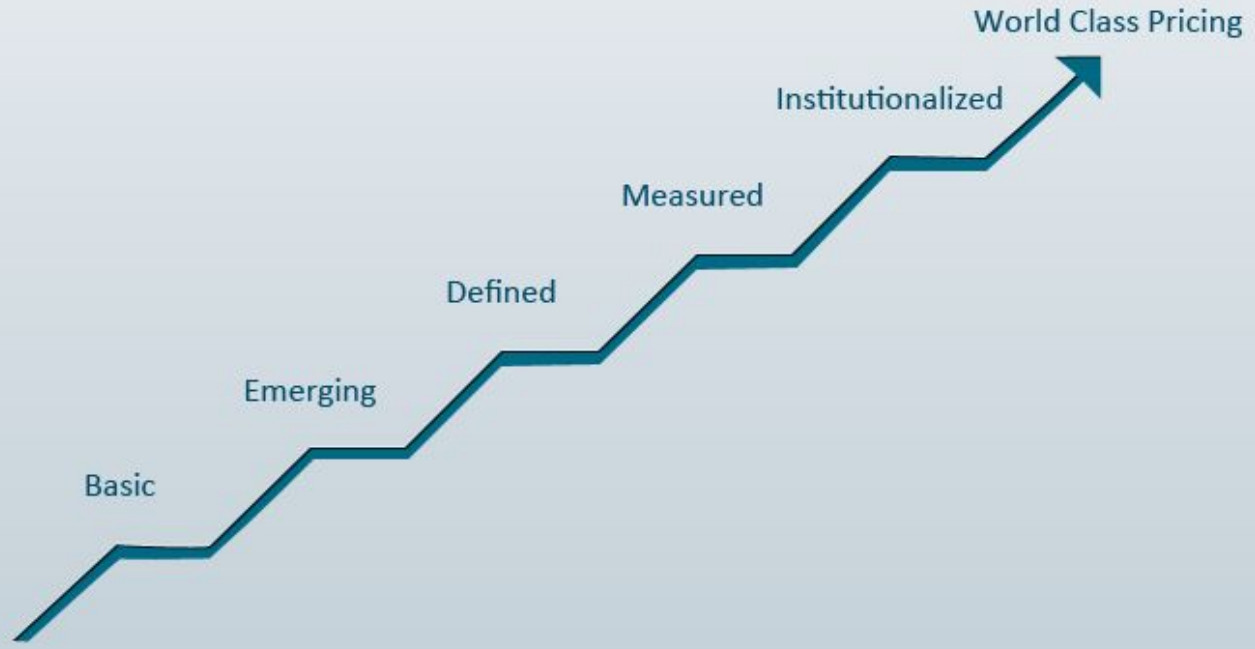 World Class Pricing
Institutionalized
Measured
Defined
Emerging
Basic